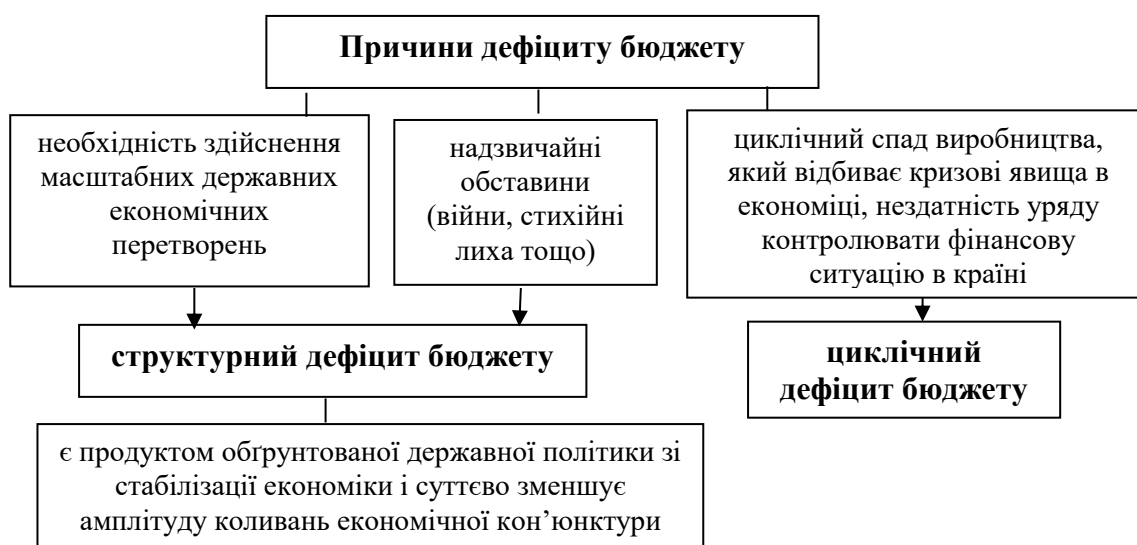 Причини дефіциту бюджету
необхідність здійснення
масштабних державних
економічних
перетворень
надзвичайні
обставини
(війни, стихійні
лиха тощо)
циклічний спад виробництва,
який відбиває кризові явища в
економіці, нездатність уряду
контролювати фінансову
ситуацію в країні
структурний дефіцит бюджету
циклічний
дефіцит бюджету
є продуктом обґрунтованої державної політики зі
стабілізації економіки і суттєво зменшує
амплітуду коливань економічної кон’юнктури